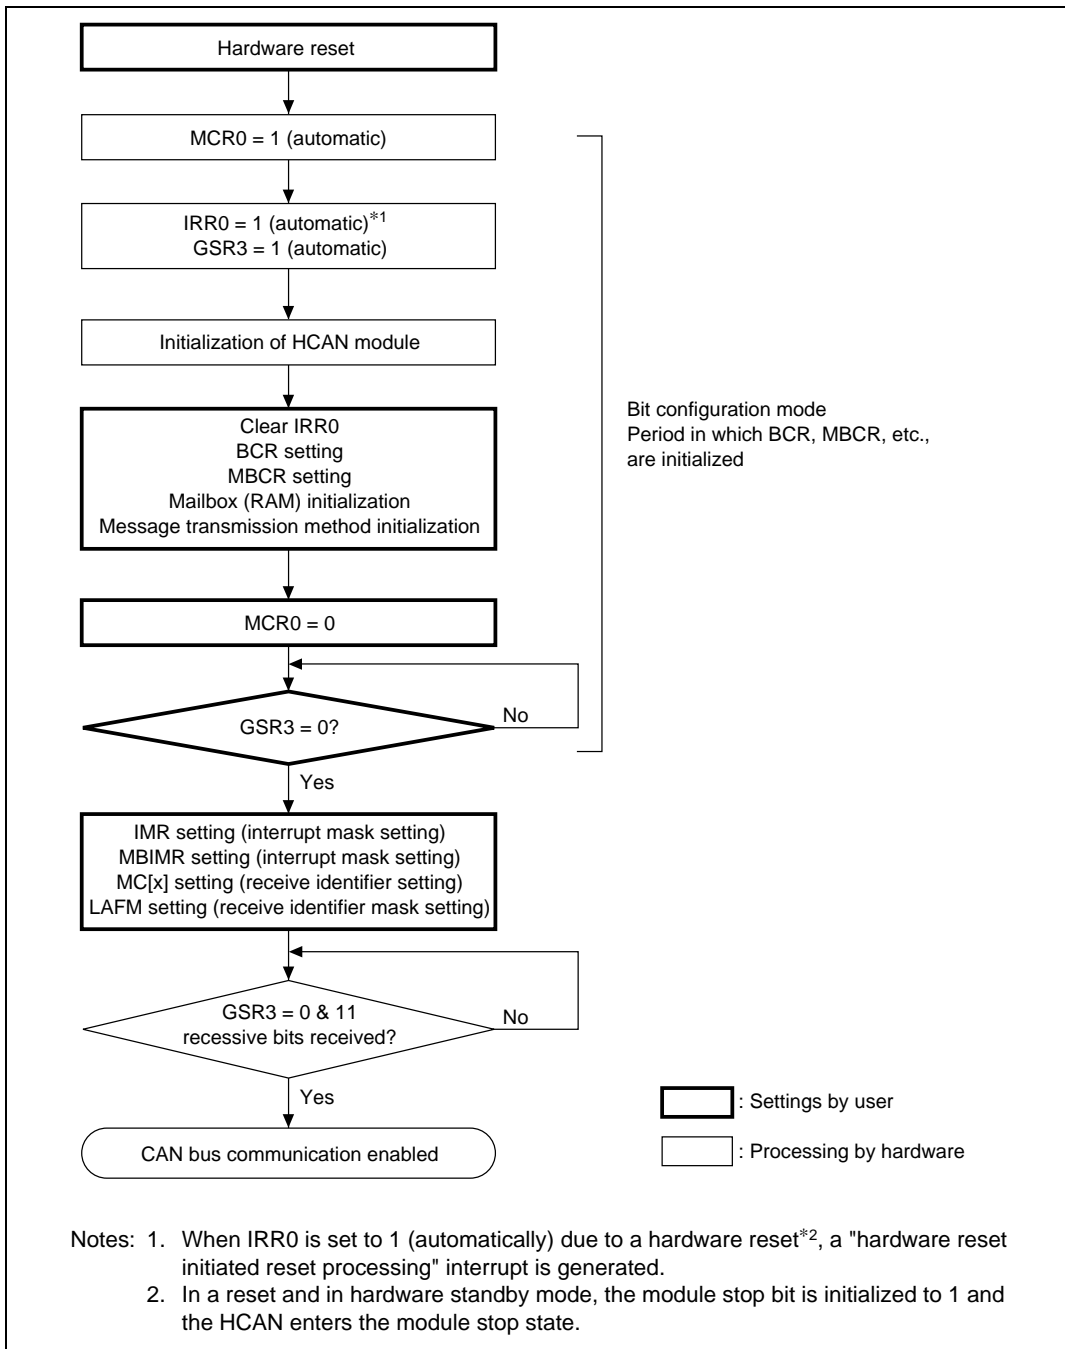 Hardware reset
MCR0 = 1 (automatic)
IRR0 = 1 (automatic)*1
GSR3 = 1 (automatic)
Initialization of HCAN module
Clear IRR0
BCR setting
MBCR setting
Mailbox (RAM) initialization
Message transmission method initialization
Bit configuration mode
Period in which BCR, MBCR, etc.,
are initialized
MCR0 = 0
GSR3 = 0?
No
Yes
IMR setting (interrupt mask setting)
MBIMR setting (interrupt mask setting)
MC[x] setting (receive identifier setting)
LAFM setting (receive identifier mask setting)
GSR3 = 0 & 11
recessive bits received?
No
Yes
CAN bus communication enabled
: Settings by user
: Processing by hardware
Notes: 1. When IRR0 is set to 1 (automatically) due to a hardware reset*2, a "hardware reset
initiated reset processing" interrupt is generated.
2. In a reset and in hardware standby mode, the module stop bit is initialized to 1 and
the HCAN enters the module stop state.